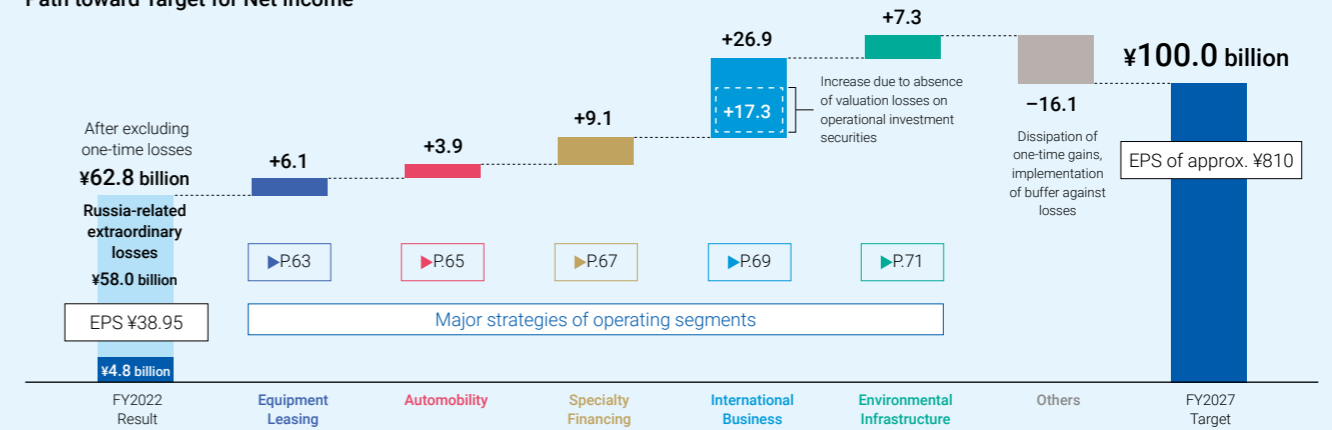 Path toward Target for Net Income
After excluding
one-time losses
¥62.8 billion
Russia-related
extraordinary
losses
¥58.0 billion
EPS ¥38.95
¥4.8 billion
FY2022
Result
+6.1
▶P.63
Equipment
Leasing
+3.9
▶P.65
Automobility
+9.1
▶P.67
Specialty
Financing
+26.9
+17.3
Increase due to absence
of valuation losses on
operational investment
securities
▶P.69
International
Business
+7.3
▶P.71
Environmental
Infrastructure
Major strategies of operating segments
−16.1
Dissipation of
one-time gains,
implementation
of buffer against
losses
Others
¥100.0 billion
EPS of approx. ¥810
FY2027
Target